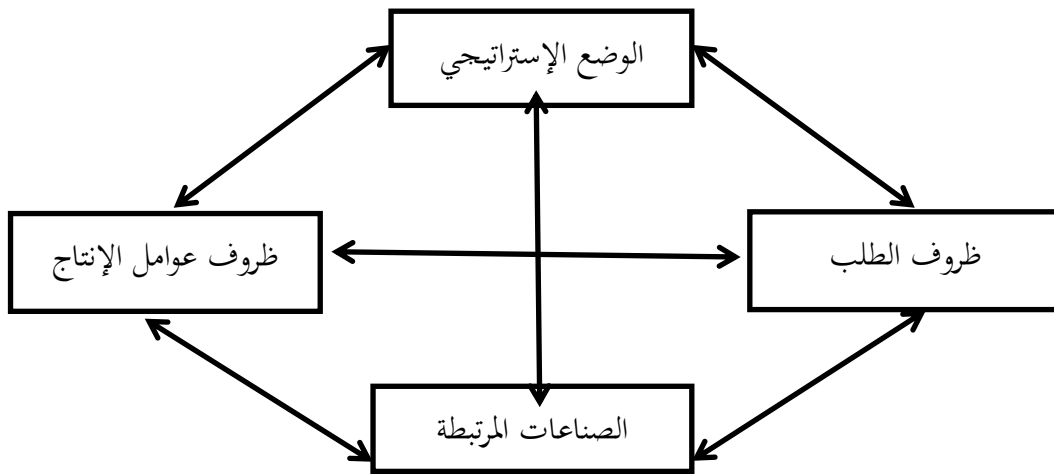 الوضع الإستراتيجي
ظروف الطلب
ظروف عوامل الإنتاج
الصناعات المرتبطة